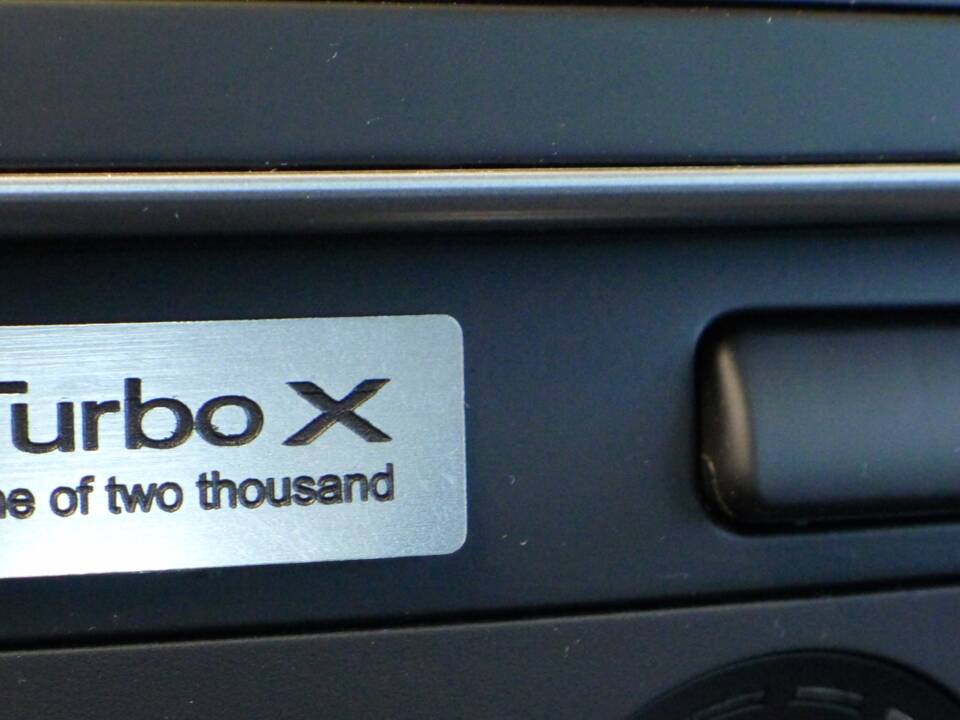 Turbo X
ne of two thousand